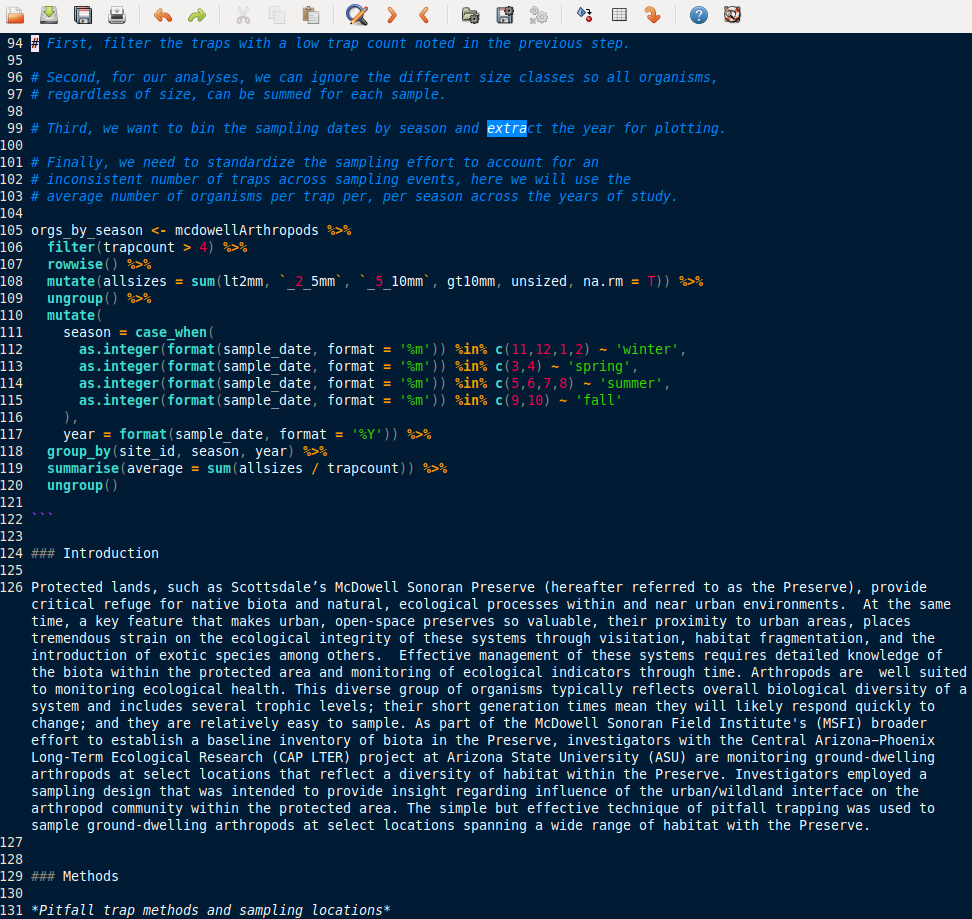 94 # First, filter the traps with a low trap count noted in the previous step.
95
96 # Second, for our analyses, we can ignore the different size classes so all organisms,
97 # regardless of size, can be summed for each sample.
98
99 # Third, we want to bin the sampling dates by season and extract the year for plotting.
100
101 # Finally, we need to standardize the sampling effort to account for an
102 # inconsistent number of traps across sampling events, here we will use the
103 # average number of organisms per trap per, per season across the years of study.
104
105 orgs_by_season <- mcdowellArthropods %>%
106   filter(trapcount > 4) %>%
107   rowwise() %>%
108   mutate(allsizes = sum(lt2mm, `_2_5mm`, `_5_10mm`, gt10mm, unsized, na.rm = T)) %>%
109   ungroup() %>%
110   mutate(
111     season = case_when(
112       as.integer(format(sample_date, format = '%m')) %in% c(11,12,1,2) ~ 'winter',
113       as.integer(format(sample_date, format = '%m')) %in% c(3,4) ~ 'spring',
114       as.integer(format(sample_date, format = '%m')) %in% c(5,6,7,8) ~ 'summer',
115       as.integer(format(sample_date, format = '%m')) %in% c(9,10) ~ 'fall'
116     ),
117     year = format(sample_date, format = '%Y')) %>%
118   group_by(site_id, season, year) %>%
119   summarise(average = sum(allsizes / trapcount)) %>%
120   ungroup()
121
122 ```
123
124 ### Introduction
125
126 Protected lands, such as Scottsdale’s McDowell Sonoran Preserve (hereafter referred to as the Preserve), provide
critical refuge for native biota and natural, ecological processes within and near urban environments.  At the same
time, a key feature that makes urban, open-space preserves so valuable, their proximity to urban areas, places
tremendous strain on the ecological integrity of these systems through visitation, habitat fragmentation, and the
introduction of exotic species among others.  Effective management of these systems requires detailed knowledge of
the biota within the protected area and monitoring of ecological indicators through time. Arthropods are  well suited
to monitoring ecological health. This diverse group of organisms typically reflects overall biological diversity of a
system and includes several trophic levels; their short generation times mean they will likely respond quickly to
change; and they are relatively easy to sample. As part of the McDowell Sonoran Field Institute's (MSFI) broader
effort to establish a baseline inventory of biota in the Preserve, investigators with the Central Arizona–Phoenix
Long-Term Ecological Research (CAP LTER) project at Arizona State University (ASU) are monitoring ground-dwelling
arthropods at select locations that reflect a diversity of habitat within the Preserve. Investigators employed a
sampling design that was intended to provide insight regarding influence of the urban/wildland interface on the
arthropod community within the protected area. The simple but effective technique of pitfall trapping was used to
sample ground-dwelling arthropods at select locations spanning a wide range of habitat with the Preserve.
127
128
129 ### Methods
130
131 *Pitfall trap methods and sampling locations*